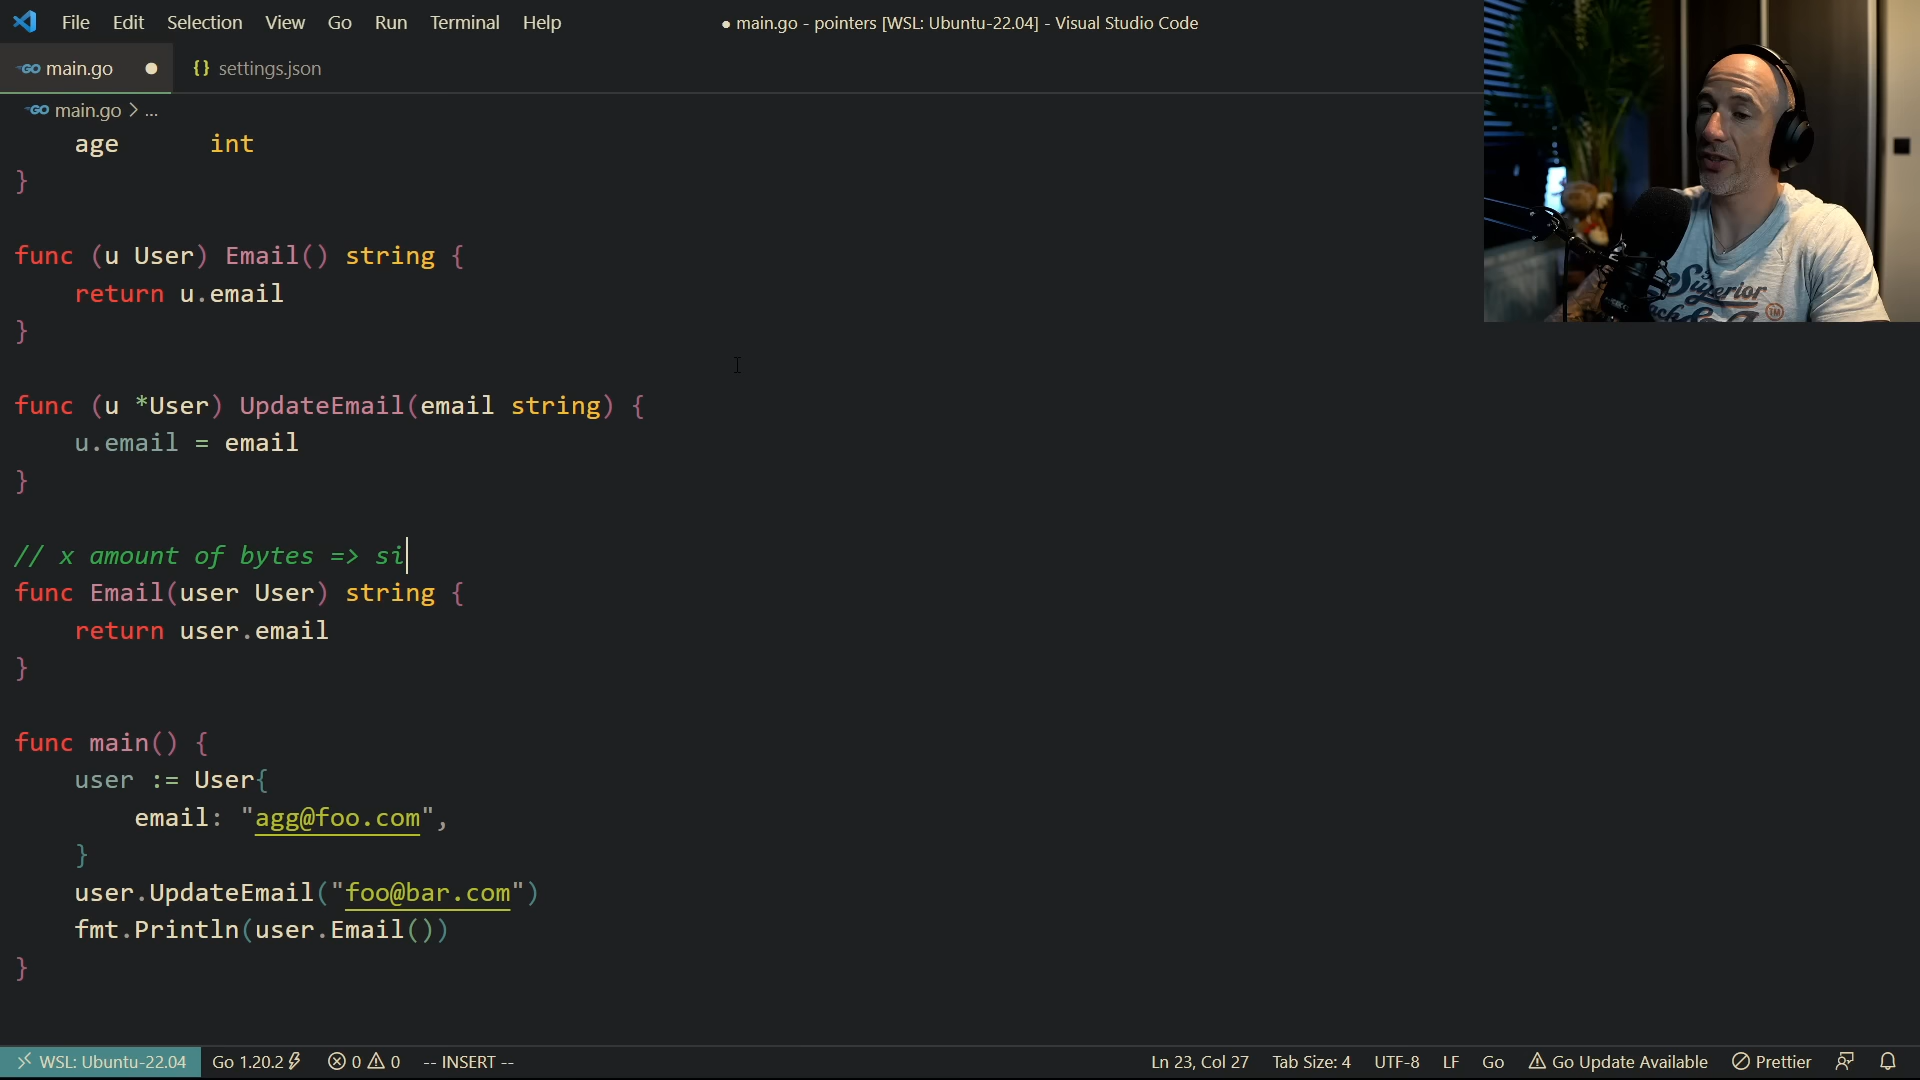 File Edit Selection View Go Run Terminal Help
● main.go - pointers [WSL: Ubuntu-22.04] - Visual Studio Code
GO main.go ● {} settings.json
GO main.go > ...
age int
}
func (u User) Email() string {
return u.email
}
func (u *User) UpdateEmail(email string) {
u.email = email
}
// x amount of bytes => si
func Email(user User) string {
return user.email
}
func main() {
user := User{
email: "agg@foo.com",
}
user.UpdateEmail("foo@bar.com")
fmt.Println(user.Email())
}
Superior
TM
WSL: Ubuntu-22.04 Go 1.20.2 0 0 -- INSERT -- Ln 23, Col 27 Tab Size: 4 UTF-8 LF Go Go Update Available Prettier